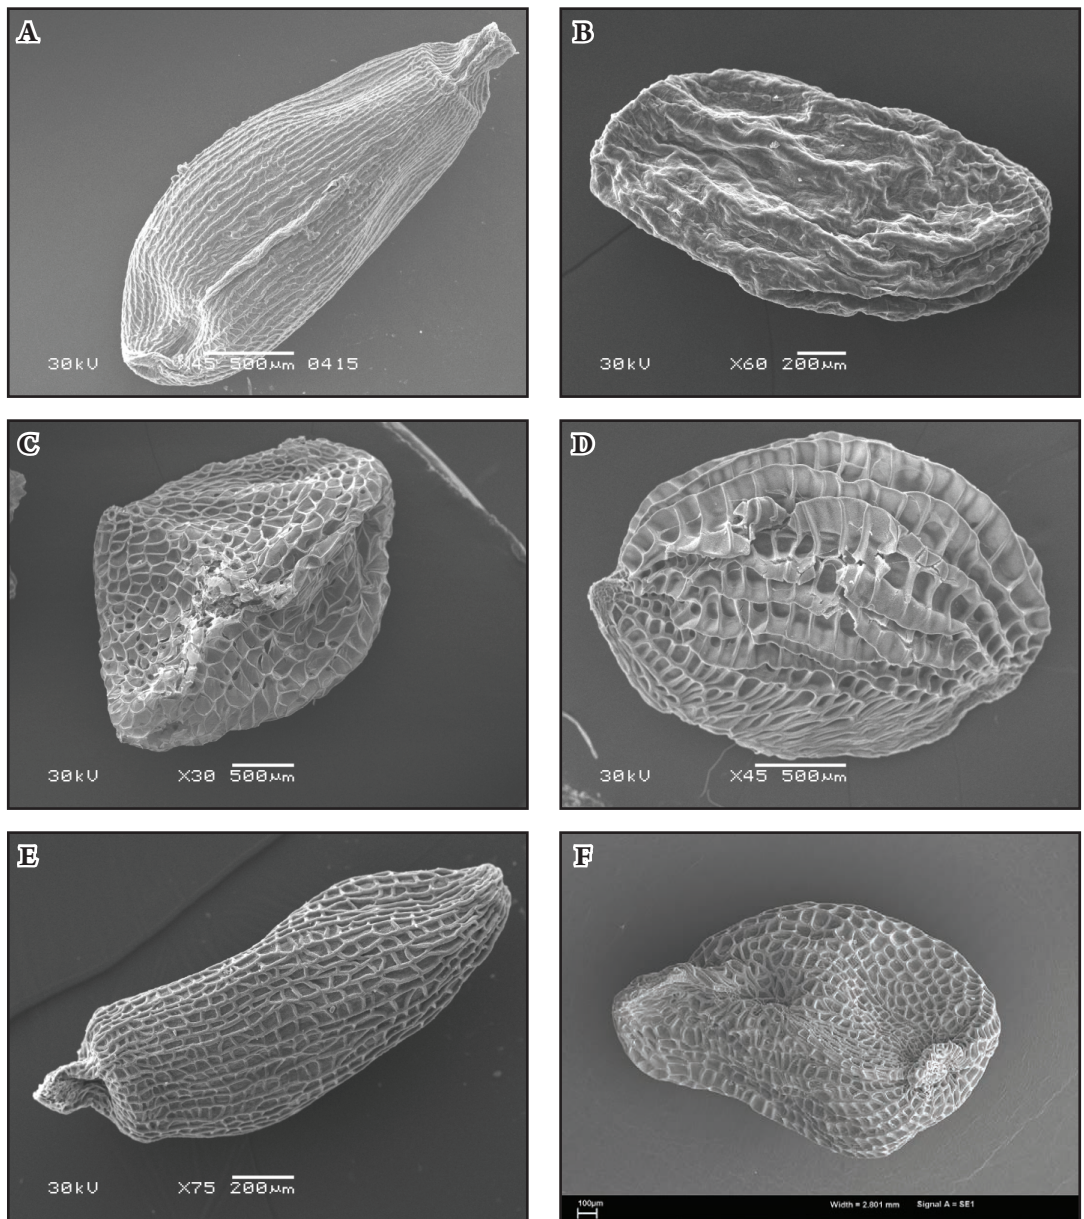 A
30kV X45 500µm 0415
B
30kV X60 200µm
C
30kV X30 500µm
D
30kV X45 500µm
E
30kV X75 200µm
F
100µm Width = 2.801 mm Signal A = SE1